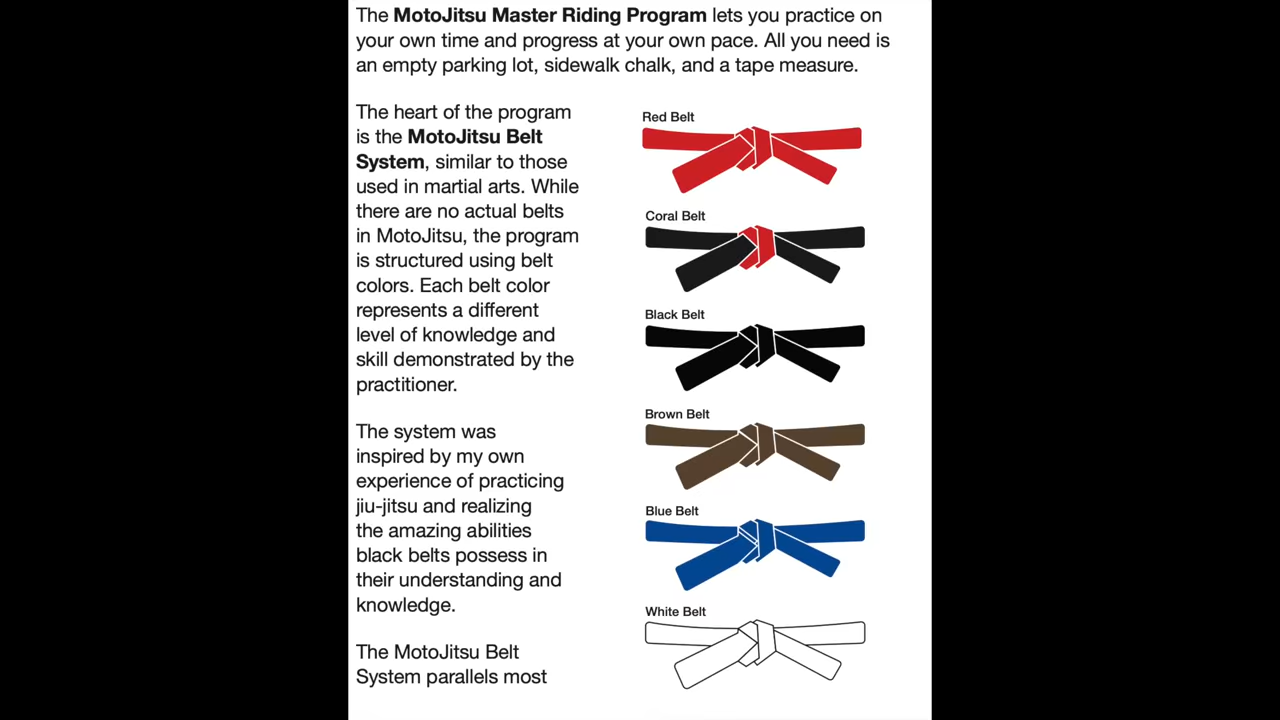 The MotoJitsu Master Riding Program lets you practice on
your own time and progress at your own pace. All you need is
an empty parking lot, sidewalk chalk, and a tape measure.
The heart of the program
is the MotoJitsu Belt
System, similar to those
used in martial arts. While
there are no actual belts
in MotoJitsu, the program
is structured using belt
colors. Each belt color
represents a different
level of knowledge and
skill demonstrated by the
practitioner.
The system was
inspired by my own
experience of practicing
jiu-jitsu and realizing
the amazing abilities
black belts possess in
their understanding and
knowledge.
The MotoJitsu Belt
System parallels most
Red Belt
Coral Belt
Black Belt
Brown Belt
Blue Belt
White Belt